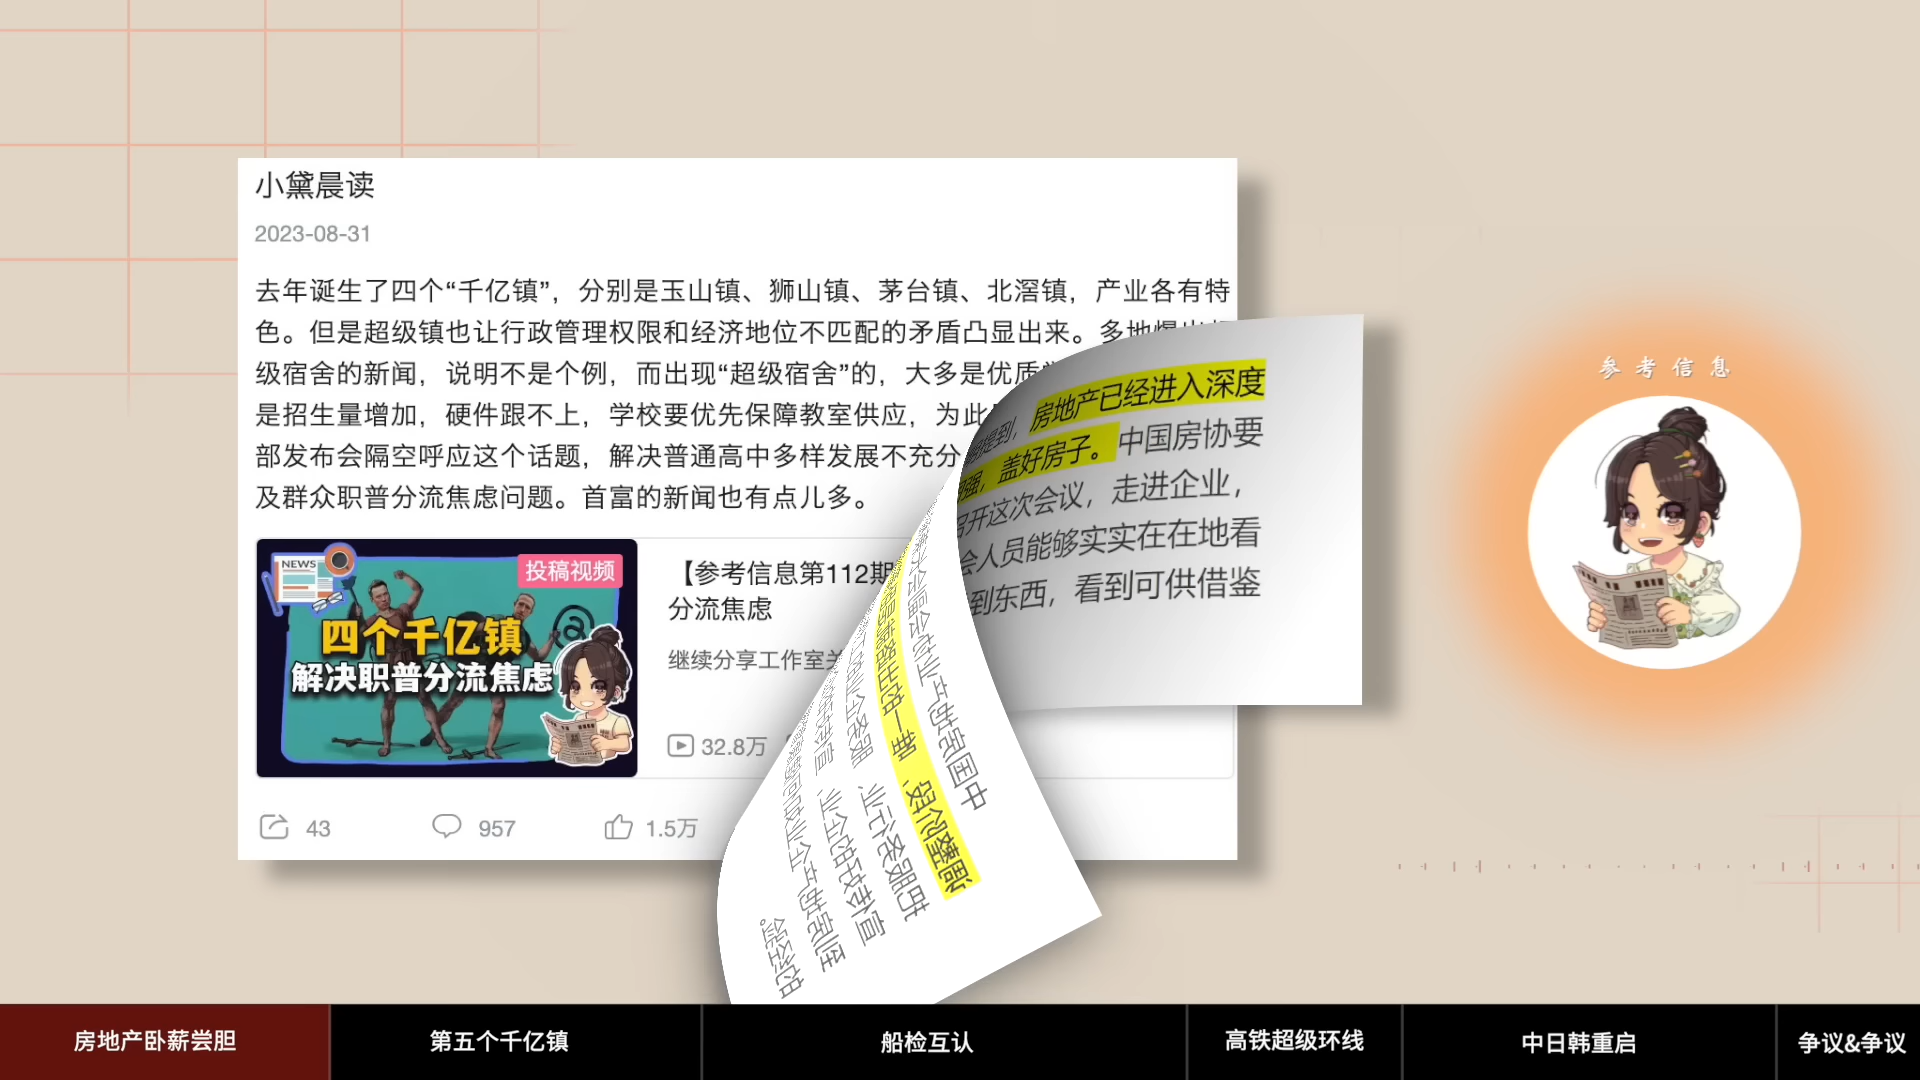 小黛晨读
2023-08-31
去年诞生了四个“千亿镇”，分别是玉山镇、狮山镇、茅台镇、北滘镇，产业各有特
色。但是超级镇也让行政管理权限和经济地位不匹配的矛盾凸显出来。多地爆出
级宿舍的新闻，说明不是个例，而出现“超级宿舍”的，大多是优质
是招生量增加，硬件跟不上，学校要优先保障教室供应，为此
部发布会隔空呼应这个话题，解决普通高中多样发展不充分
及群众职普分流焦虑问题。首富的新闻也有点儿多。
NEWS
投稿视频
四个千亿镇
解决职普分流焦虑
【参考信息第112期
分流焦虑
继续分享工作室
32.8万
43
957
1.5万
提到，房地产已经进入深度
强，盖好房子。中国房协要
召开这次会议，走进企业，
会人员能够实实在在地看
到东西，看到可供借鉴
参考信息
房地产卧薪尝胆
第五个千亿镇
船检互认
高铁超级环线
中日韩重启
争议&争议